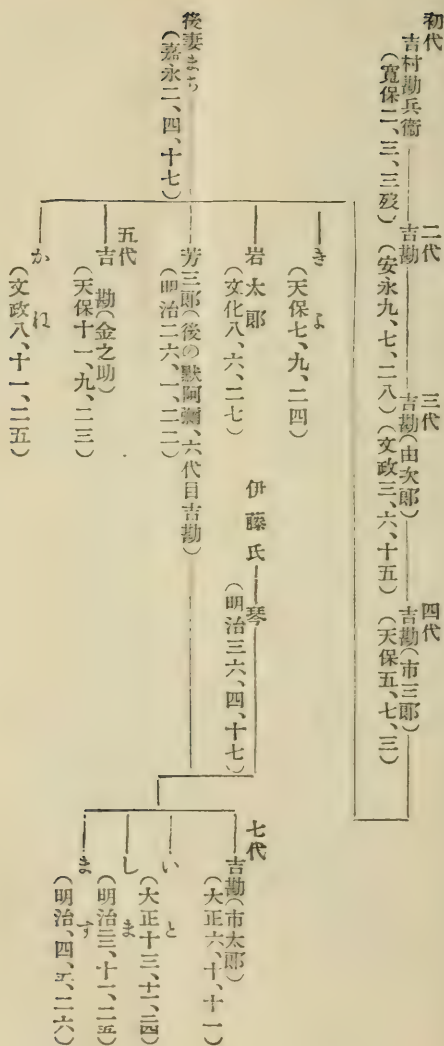 初代
吉村勘兵衞
(寛保二、三、三歿)
二代
吉勘
(安永九、七、二八)
三代
吉勘(由次郎)
(文政三、六、十五)
四代
吉勘(市三郎)
(天保五、七、三)
後妻まち
(嘉永二、四、十七)
きよ
(天保七、九、二四)
岩太郎
(文化八、六、二七)
芳三郎(後の默阿彌、六代目吉勘)
(明治二六、一、二二)
五代
吉勘(金之助)
(天保十一、九、二三)
かね
(文政八、十一、二五)
伊藤氏
琴
(明治三六、四、十七)
七代
吉勘(市太郎)
(大正六、十、十一)
いと
(大正十三、十一、二四)
しま
(明治三、十一、二五)
ます
(明治、四、五、二六)